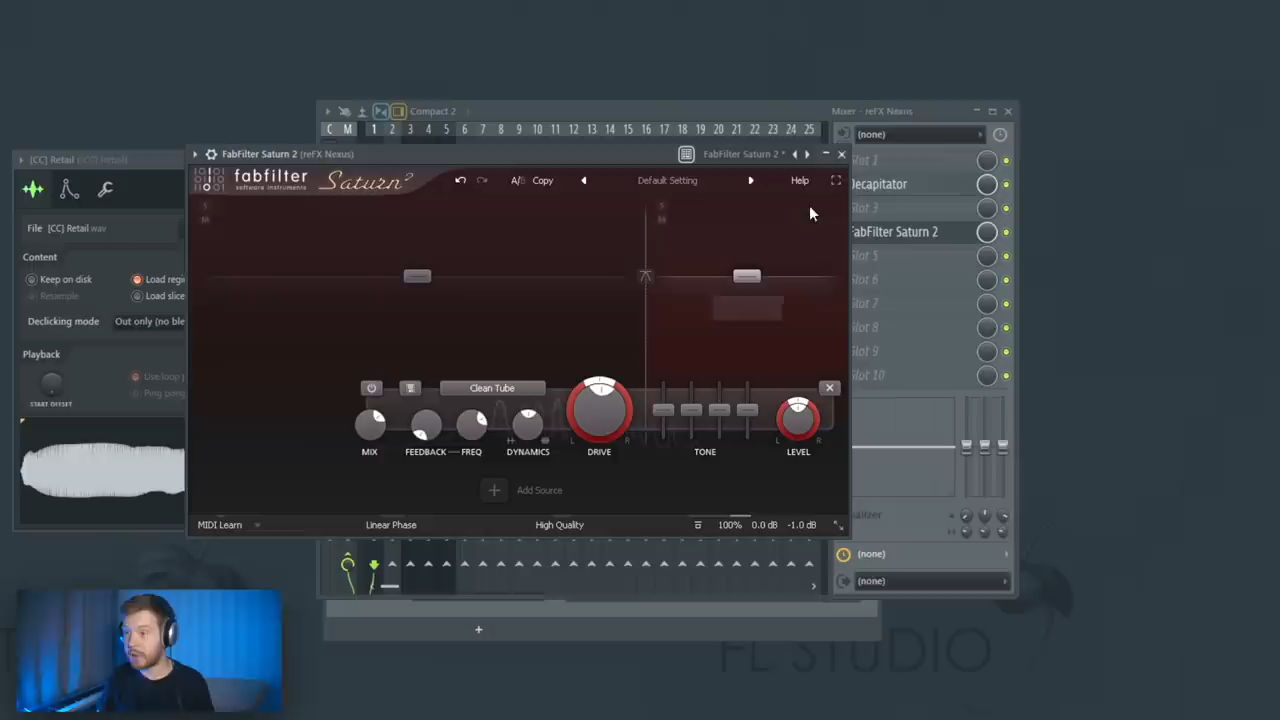 Compact 2
Mixer - reFX Nexus
C M 1 2 3 4 5 6 7 8 9 10 11 12 13 14 15 16 17 18 19 20 21 22 23 24 25
(none)
[CC] Retail (CC] Retail)
FabFilter Saturn 2 (reFX Nexus)
FabFilter Saturn 2 *
Slot 1
fabfilter
software instruments
Saturn 2
A/B Copy
Default Setting
Help
Decapitator
S
M
S
M
Slot 3
File [CC] Retail.wav
FabFilter Saturn 2
Content
Slot 5
Keep on disk
Load regi
Slot 6
Resample
Load slice
Slot 7
Declicking mode
Out only (no ble
Slot 8
Playback
Slot 9
Use loop p
Slot 10
Ping pong
START OFFSET
Clean Tube
L R
L R
MIX
FEEDBACK
FREQ
DYNAMICS
DRIVE
TONE
LEVEL
+ Add Source
ualizer
MIDI Learn
Linear Phase
High Quality
100% 0.0 dB -1.0 dB
(none)
(none)
+
FL STUDIO